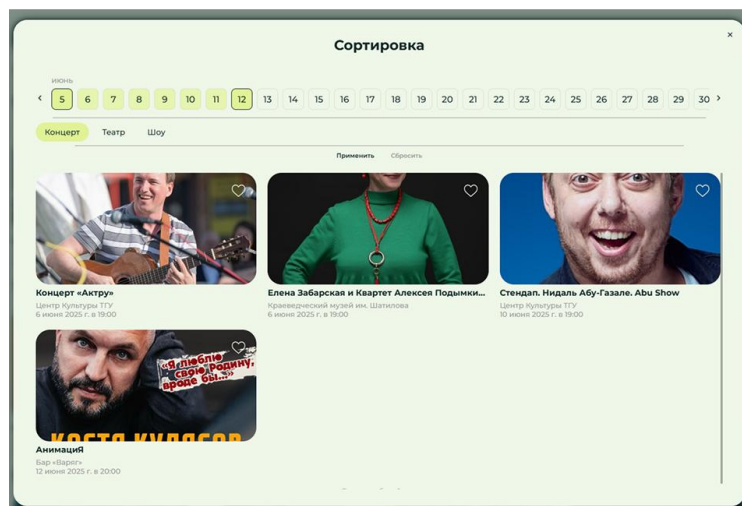 ×
Сортировка
июнь
‹ 5 6 7 8 9 10 11 12 13 14 15 16 17 18 19 20 21 22 23 24 25 26 27 28 29 30 ›
Концерт Театр Шоу
Применить Сбросить
Концерт «Актру»
Центр Культуры ТГУ
6 июня 2025 г. в 19:00
Елена Забарская и Квартет Алексея Подымки...
Краеведческий музей им. Шатилова
6 июня 2025 г. в 19:00
Стендап. Нидаль Абу-Газале. Abu Show
Центр Культуры ТГУ
10 июня 2025 г. в 19:00
«Я люблю
свою Родину,
вроде бы...»
АнимациЯ
Бар «Варяг»
12 июня 2025 г. в 20:00